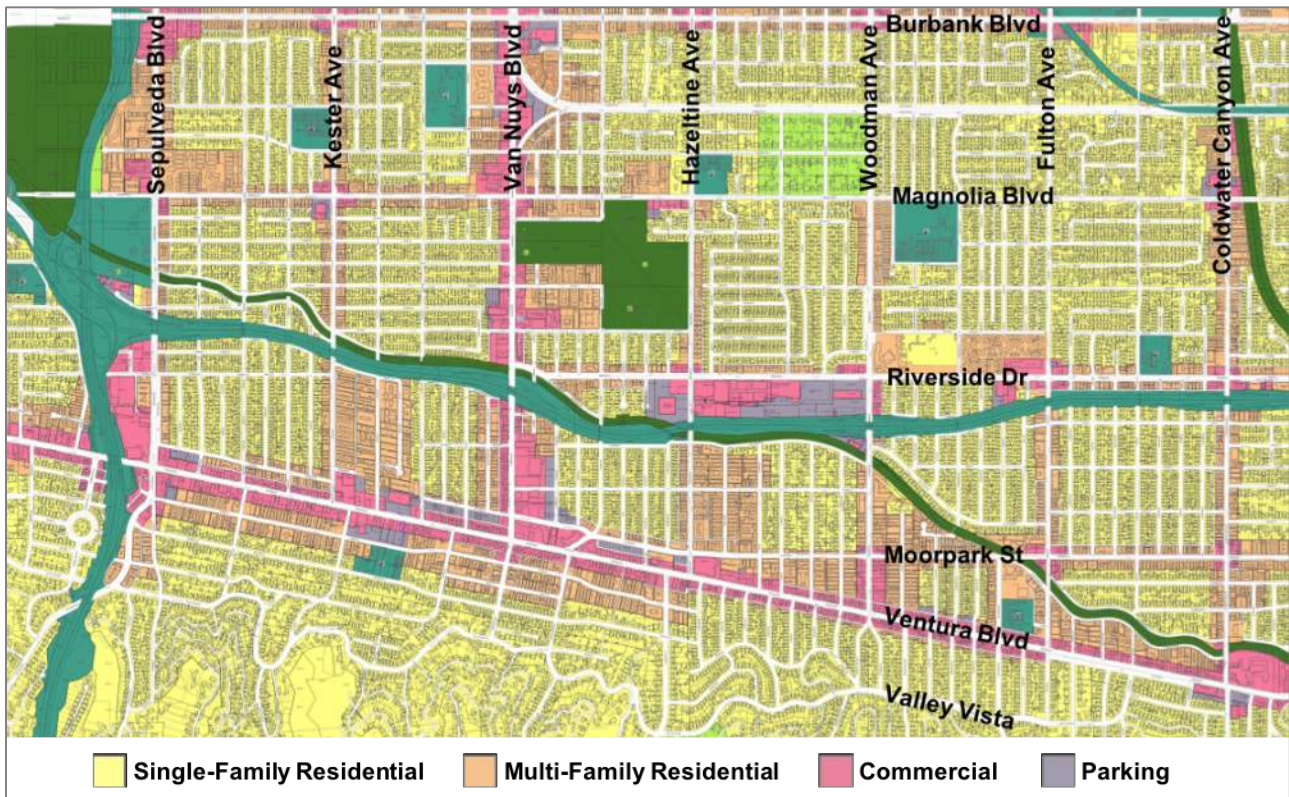 Burbank Blvd
Sepulveda Blvd
Kester Ave
Van Nuys Blvd
Hazeltine Ave
Woodman Ave
Fulton Ave
Coldwater Canyon Ave
Magnolia Blvd
Riverside Dr
Moorpark St
Ventura Blvd
Valley Vista
Single-Family Residential
Multi-Family Residential
Commercial
Parking